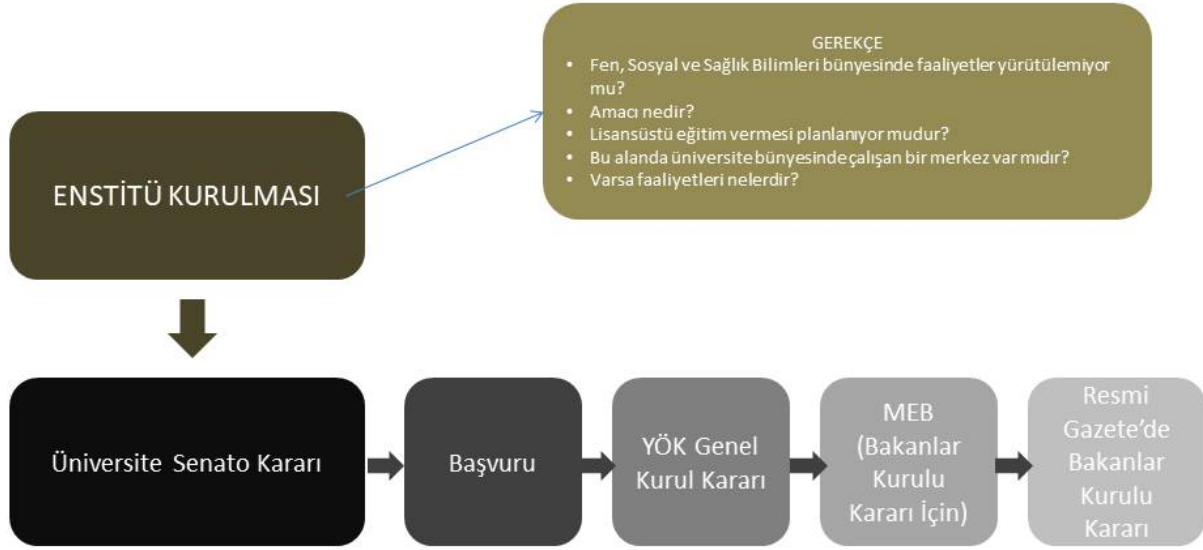 GEREKÇE
• Fen, Sosyal ve Sağlık Bilimleri bünyesinde faaliyetler yürütülemiyor
mu?
• Amacı nedir?
• Lisansüstü eğitim vermesi planlanıyor mudur?
• Bu alanda üniversite bünyesinde çalışan bir merkez var mıdır?
• Varsa faaliyetleri nelerdir?
ENSTİTÜ KURULMASI
Üniversite Senato Kararı
Başvuru
YÖK Genel
Kurul Kararı
MEB
(Bakanlar
Kurulu
Kararı İçin)
Resmi
Gazete’de
Bakanlar
Kurulu
Kararı